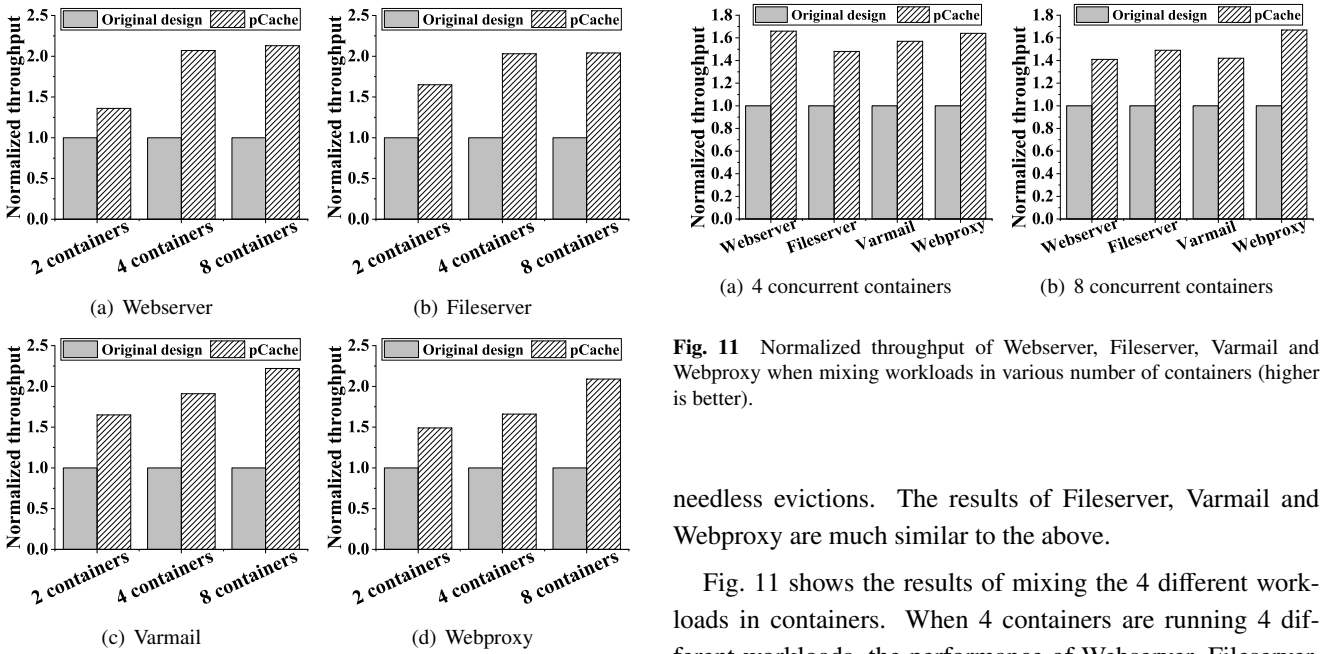 Original design pCache
Normalized throughput
2.5
2.0
1.5
1.0
0.5
0.0
2 containers
4 containers
8 containers
(a) Webserver
Original design pCache
Normalized throughput
2.5
2.0
1.5
1.0
0.5
0.0
2 containers
4 containers
8 containers
(b) Fileserver
Original design pCache
Normalized throughput
2.5
2.0
1.5
1.0
0.5
0.0
2 containers
4 containers
8 containers
(c) Varmail
Original design pCache
Normalized throughput
2.5
2.0
1.5
1.0
0.5
0.0
2 containers
4 containers
8 containers
(d) Webproxy
Original design pCache
Normalized throughput
1.8
1.6
1.4
1.2
1.0
0.8
0.6
0.4
0.2
0.0
Webserver
Fileserver
Varmail
Webproxy
(a) 4 concurrent containers
Original design pCache
Normalized throughput
1.8
1.6
1.4
1.2
1.0
0.8
0.6
0.4
0.2
0.0
Webserver
Fileserver
Varmail
Webproxy
(b) 8 concurrent containers
Fig. 11 Normalized throughput of Webserver, Fileserver, Varmail and
Webproxy when mixing workloads in various number of containers (higher
is better).
needless evictions. The results of Fileserver, Varmail and
Webproxy are much similar to the above.
Fig. 11 shows the results of mixing the 4 different work-
loads in containers. When 4 containers are running 4 dif-
ferent workloads, the performance of Webserver, Fileserver,